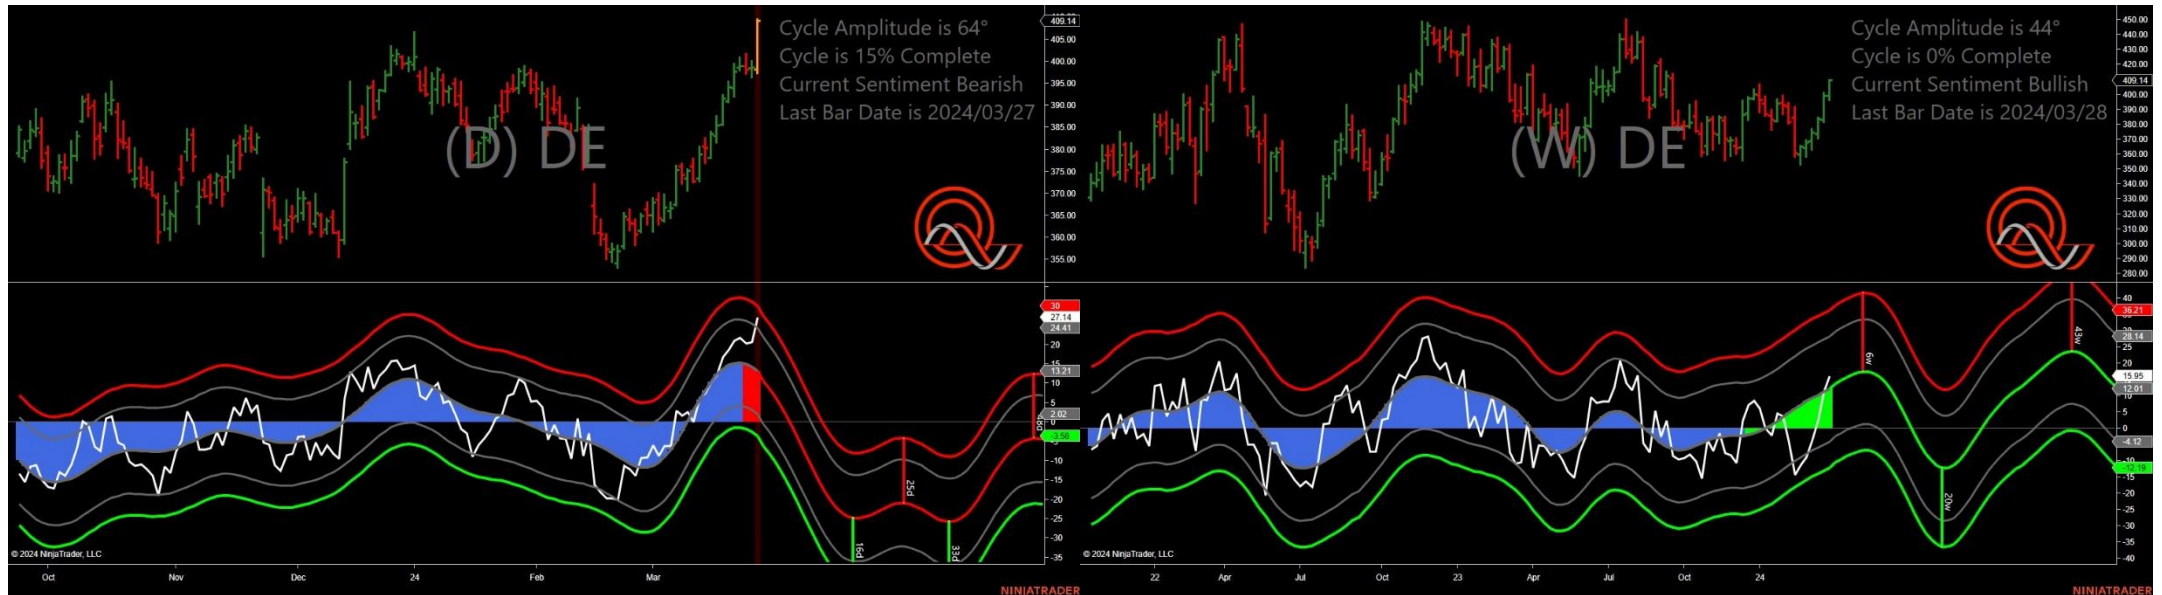 Cycle Amplitude is 64°
Cycle is 15% Complete
Current Sentiment Bearish
Last Bar Date is 2024/03/27
(D) DE
409.14
405.00
400.00
395.00
390.00
385.00
380.00
375.00
370.00
365.00
360.00
355.00
30
27.14
24.41
20
15
13.21
10
5
2.02
0
-3.58
-10
-15
-20
-25
-30
-35
16d
25d
33d
© 2024 NinjaTrader, LLC
Oct
Nov
Dec
24
Feb
Mar
NINJATRADER
Cycle Amplitude is 44°
Cycle is 0% Complete
Current Sentiment Bullish
Last Bar Date is 2024/03/28
(W) DE
450.00
440.00
430.00
420.00
409.14
400.00
390.00
380.00
370.00
360.00
350.00
340.00
330.00
320.00
310.00
300.00
290.00
280.00
40
36.21
28.14
25
20
15.95
12.01
5
0
-4.12
-10
-12.19
-15
-20
-25
-30
-35
-40
6w
20w
43w
© 2024 NinjaTrader, LLC
22
Apr
Jul
Oct
23
Apr
Jul
Oct
24
NINJATRADER